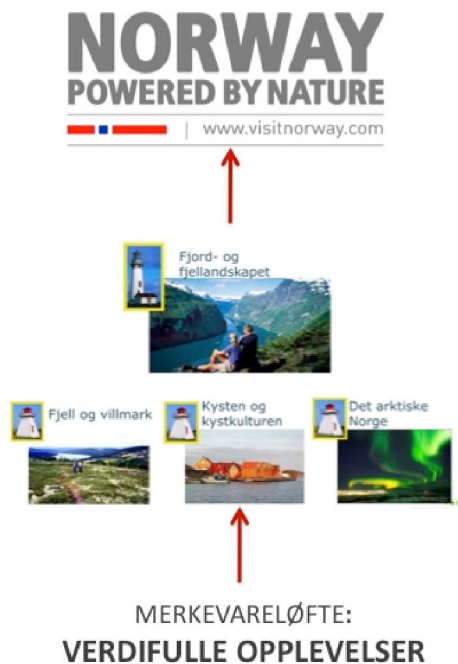 NORWAY
POWERED BY NATURE
| www.visitnorway.com
Fjord- og
fjellandskapet
Fjell og villmark
Kysten og
kystkulturen
Det arktiske
Norge
MERKEVARELØFTE:
VERDIFULLE OPPLEVELSER